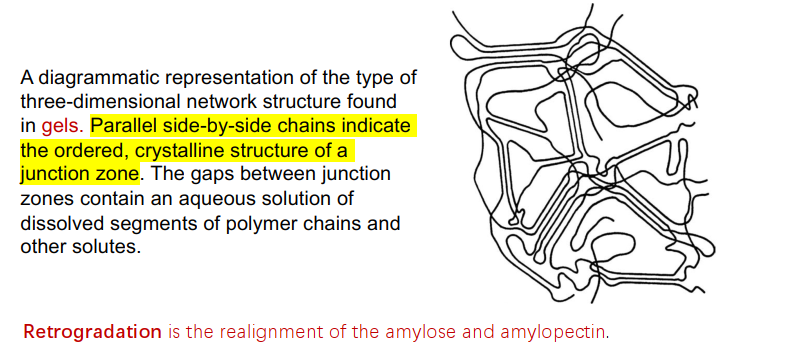 A diagrammatic representation of the type of
three-dimensional network structure found
in gels. Parallel side-by-side chains indicate
the ordered, crystalline structure of a
junction zone. The gaps between junction
zones contain an aqueous solution of
dissolved segments of polymer chains and
other solutes.
Retrogradation is the realignment of the amylose and amylopectin.